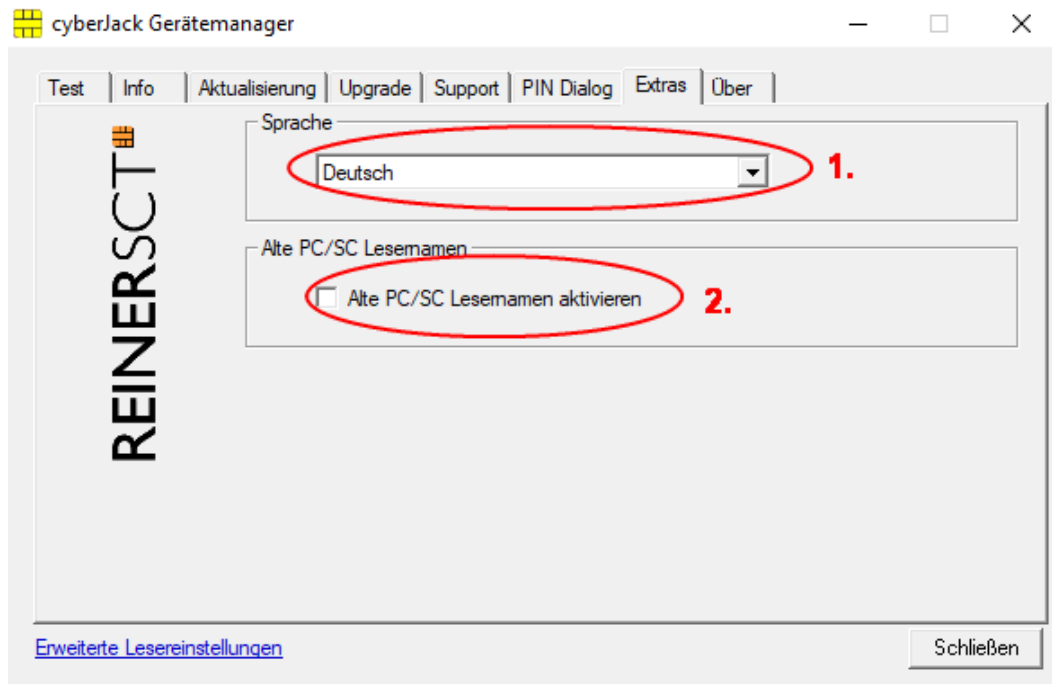 cyberJack Gerätemanager
Test Info Aktualisierung Upgrade Support PIN Dialog Extras Über
REINERSCT
Sprache
Deutsch
1.
Alte PC/SC Lesernamen
Alte PC/SC Lesernamen aktivieren
2.
Erweiterte Lesereinstellungen
Schließen